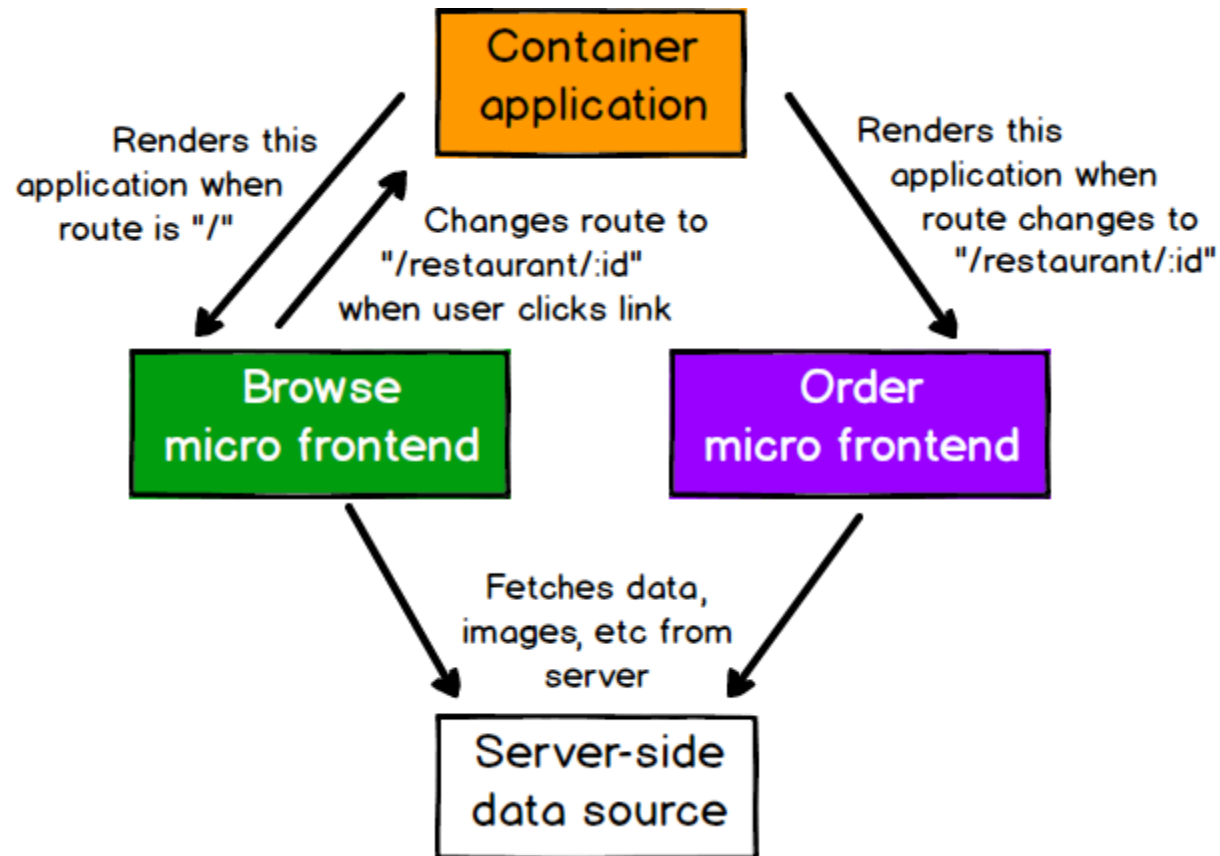 Container
application
Renders this
application when
route is "/"
Changes route to
"/restaurant/:id"
when user clicks link
Renders this
application when
route changes to
"/restaurant/:id"
Browse
micro frontend
Order
micro frontend
Fetches data,
images, etc from
server
Server-side
data source